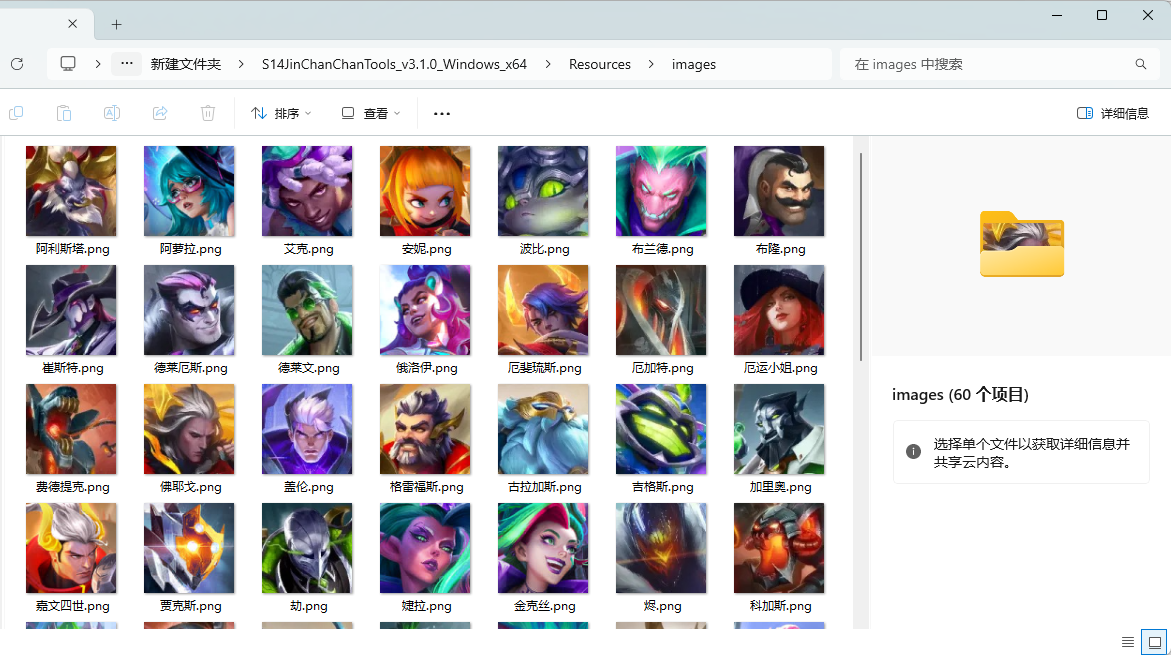 新建文件夹
S14JinChanChanTools_v3.1.0_Windows_x64
Resources
images
在 images 中搜索
排序
查看
详细信息
阿利斯塔.png
阿萝拉.png
艾克.png
安妮.png
波比.png
布兰德.png
布隆.png
崔斯特.png
德莱厄斯.png
德莱文.png
俄洛伊.png
厄斐琉斯.png
厄加特.png
厄运小姐.png
费德提克.png
佛耶戈.png
盖伦.png
格雷福斯.png
古拉加斯.png
吉格斯.png
加里奥.png
嘉文四世.png
贾克斯.png
劫.png
婕拉.png
金克丝.png
烬.png
科加斯.png
images (60 个项目)
选择单个文件以获取详细信息并
共享云内容。